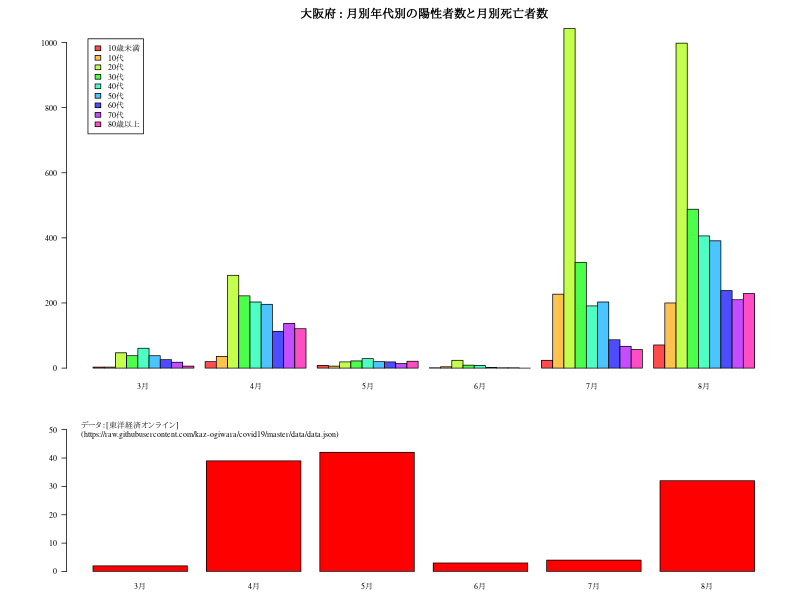 大阪府 : 月別年代別の陽性者数と月別死亡者数
1000
800
600
400
200
0
10歳未満
10代
20代
30代
40代
50代
60代
70代
80歳以上
3月 4月 5月 6月 7月 8月
データ:[東洋経済オンライン]
(https://raw.githubusercontent.com/kaz-ogiwara/covid19/master/data/data.json)
50
40
30
20
10
0
3月 4月 5月 6月 7月 8月